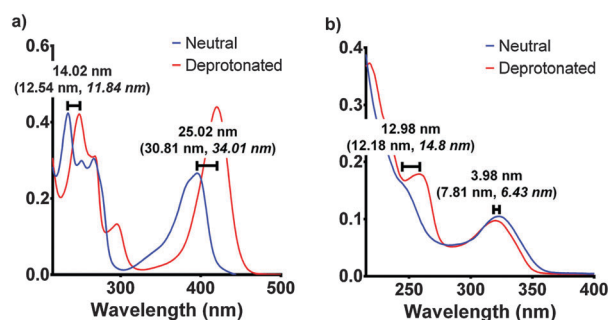 a)
Neutral
Deprotonated
14.02 nm
(12.54 nm, 11.84 nm)
25.02 nm
(30.81 nm, 34.01 nm)
0.6
0.4
0.2
0.0
300
400
500
Wavelength (nm)
b)
Neutral
Deprotonated
12.98 nm
(12.18 nm, 14.8 nm)
3.98 nm
(7.81 nm, 6.43 nm)
0.4
0.3
0.2
0.1
0.0
250
300
350
400
Wavelength (nm)